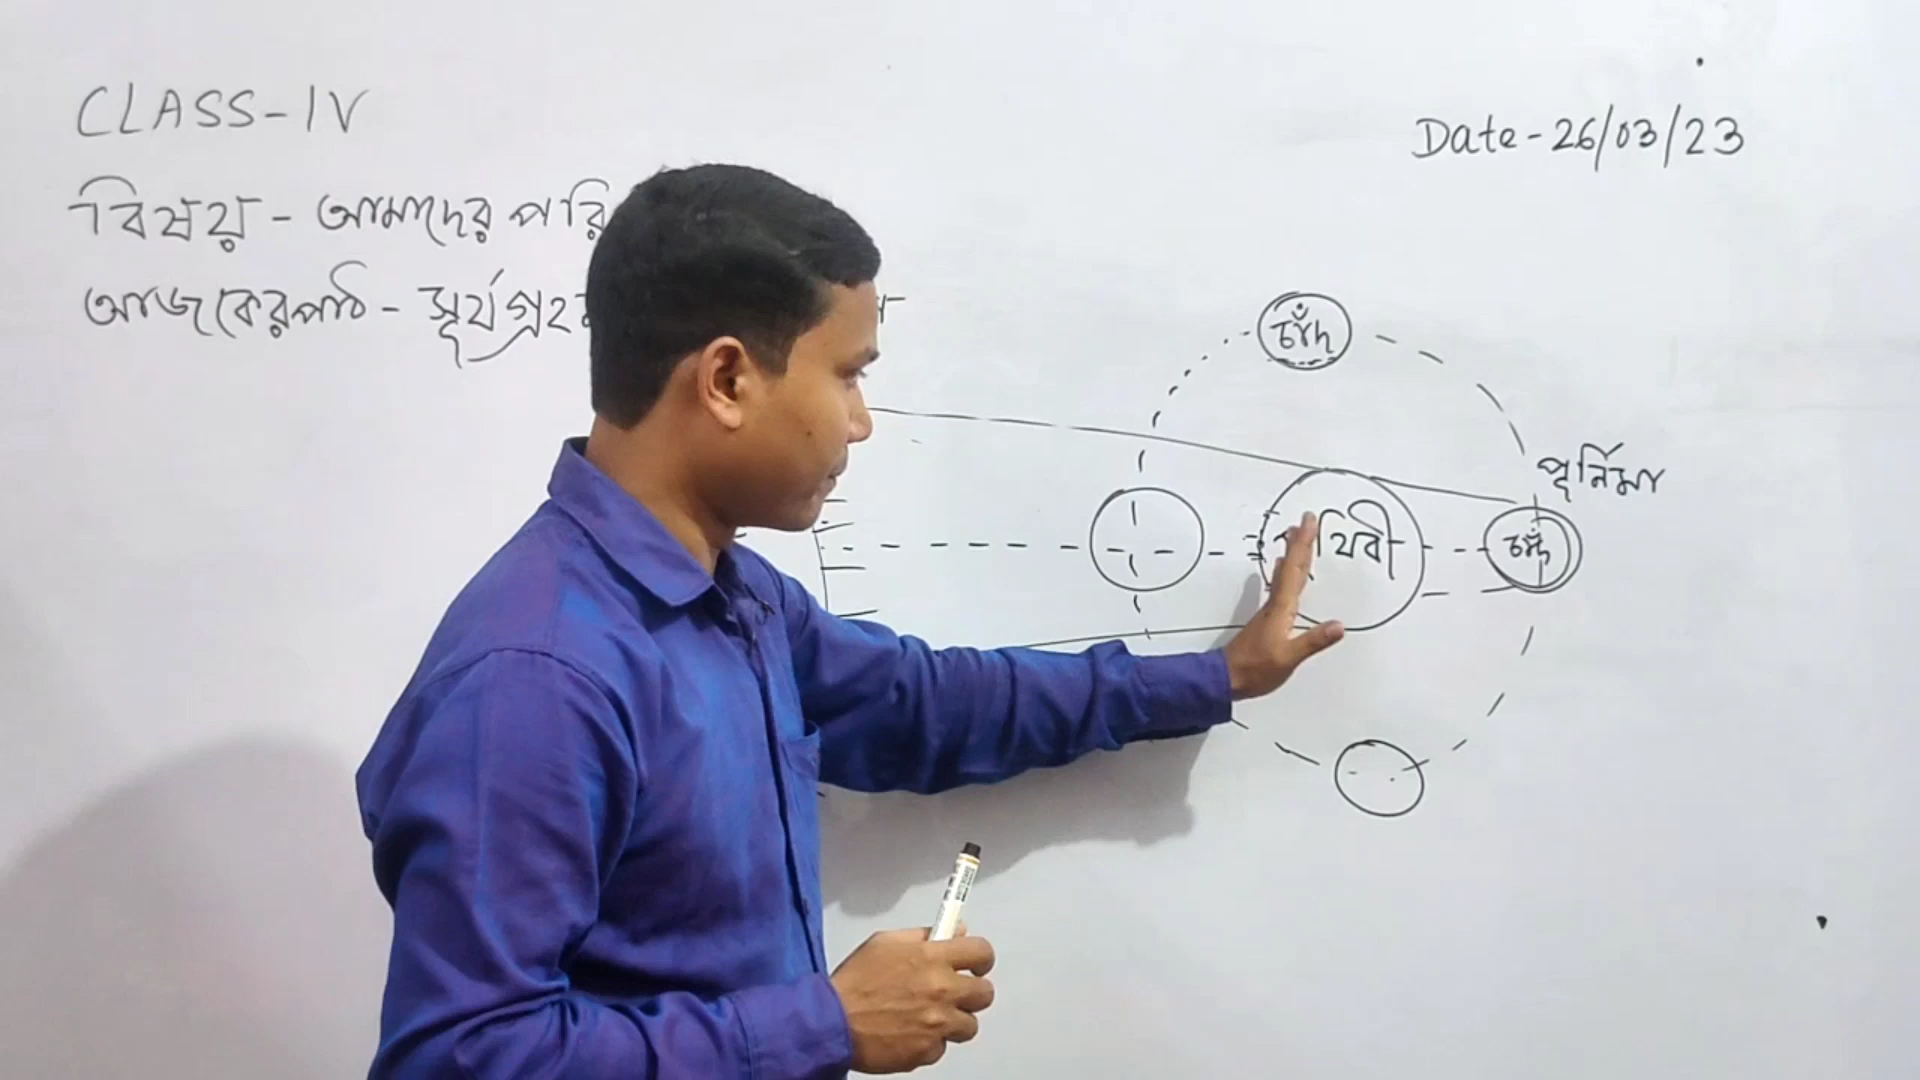 CLASS-IV
Date-26/03/23
বিষয় - আমাদের পরি
আজকের পাঠ - সূর্যগ্রহ
চাঁদ
পূর্নিমা
থিবী
চাঁদ